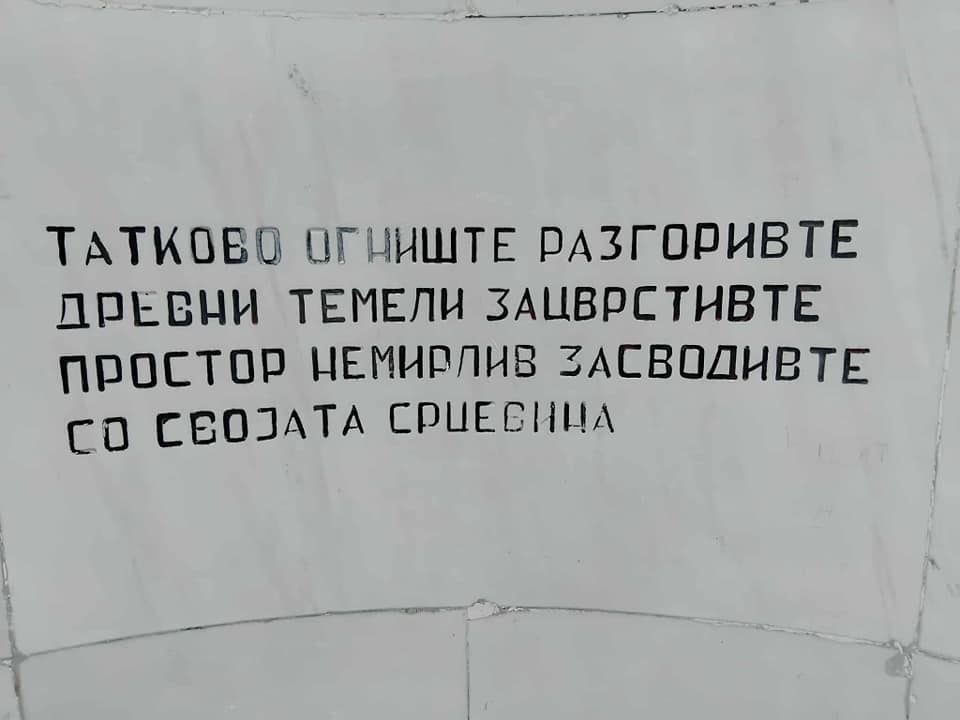 ТАТКОВО ОГНИШТЕ РАЗГОРИВТЕ
ДРЕВНИ ТЕМЕЛИ ЗАЦВРСТИВТЕ
ПРОСТОР НЕМИРЛИВ ЗАСВОДИВТЕ
СО СВОЈАТА СРЦЕВИНА